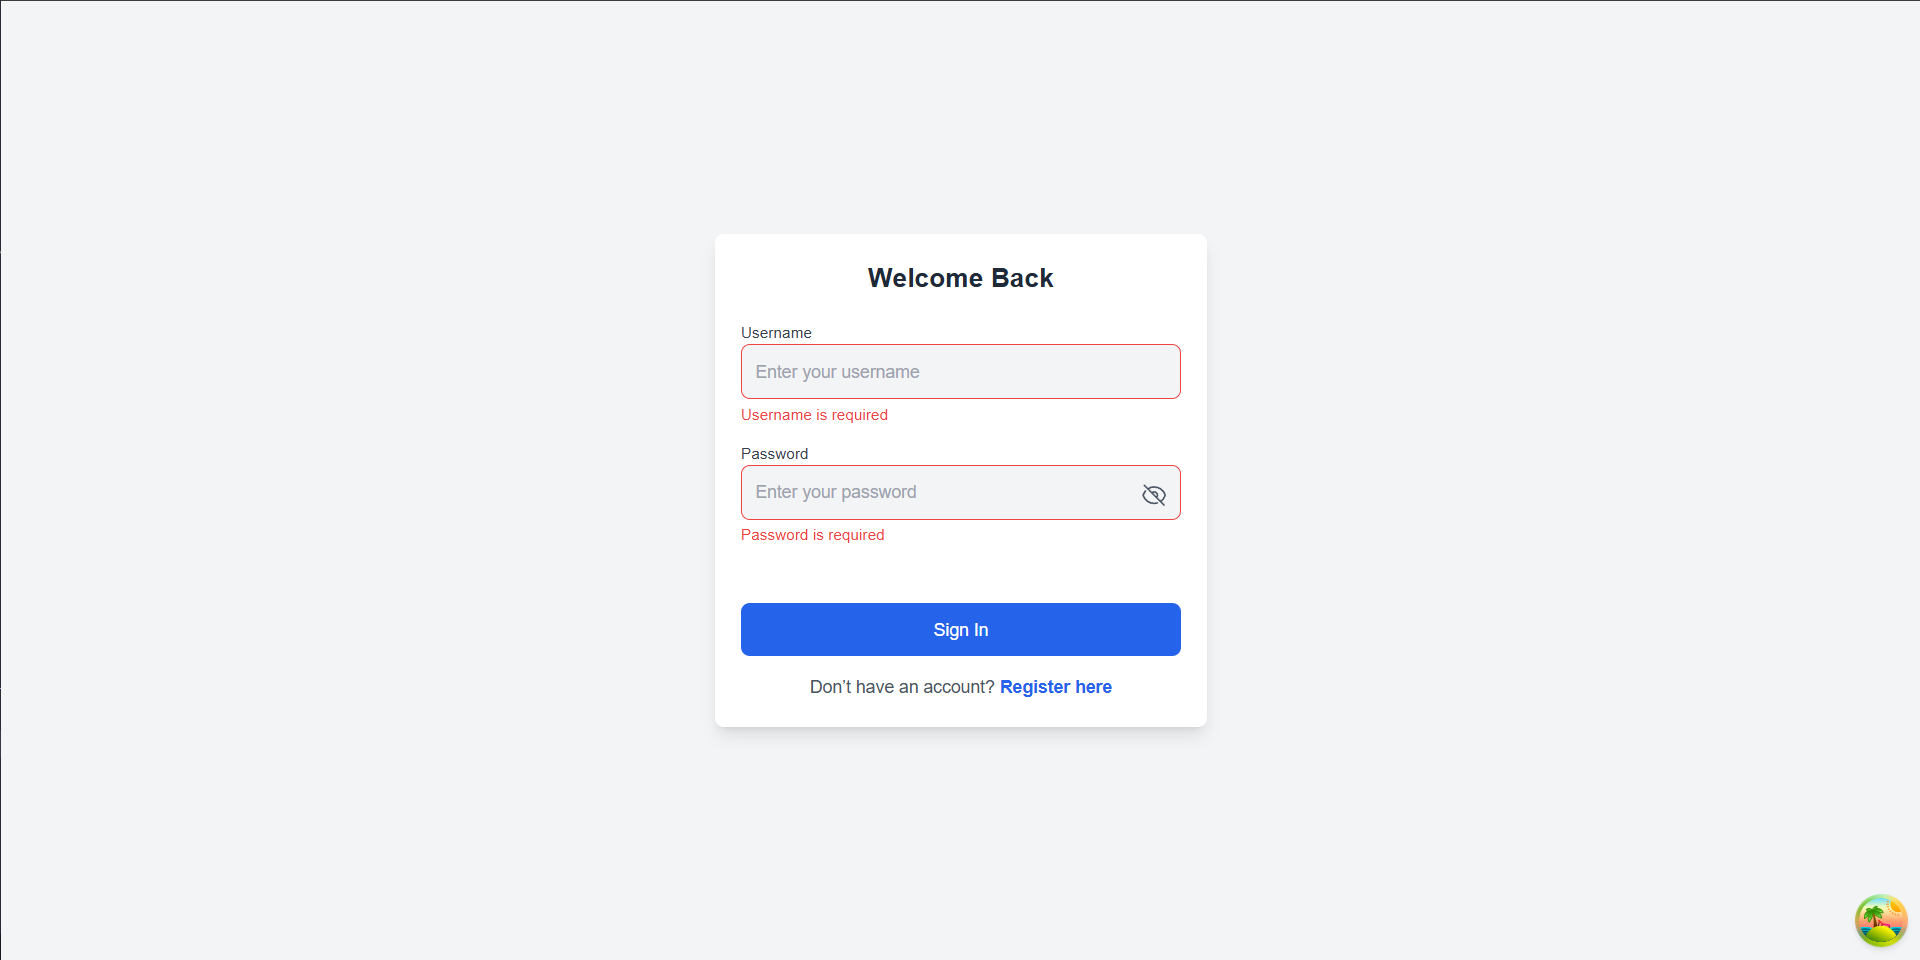 Welcome Back
Username
Enter your username
Username is required
Password
Enter your password
Password is required
Sign In
Don’t have an account? Register here